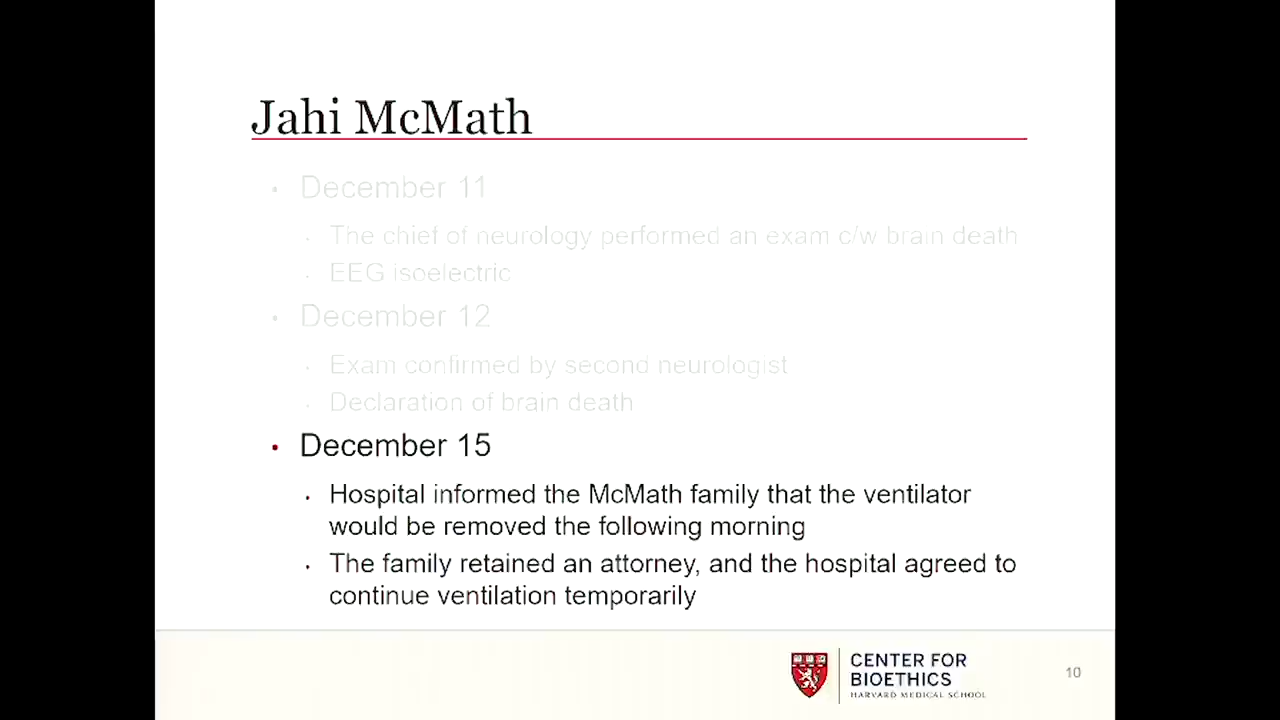 Jahi McMath
• December 11
• The chief of neurology performed an exam c/w brain death
• EEG isoelectric
• December 12
• Exam confirmed by second neurologist
• Declaration of brain death
• December 15
• Hospital informed the McMath family that the ventilator
would be removed the following morning
• The family retained an attorney, and the hospital agreed to
continue ventilation temporarily
CENTER FOR
BIOETHICS
HARVARD MEDICAL SCHOOL
10